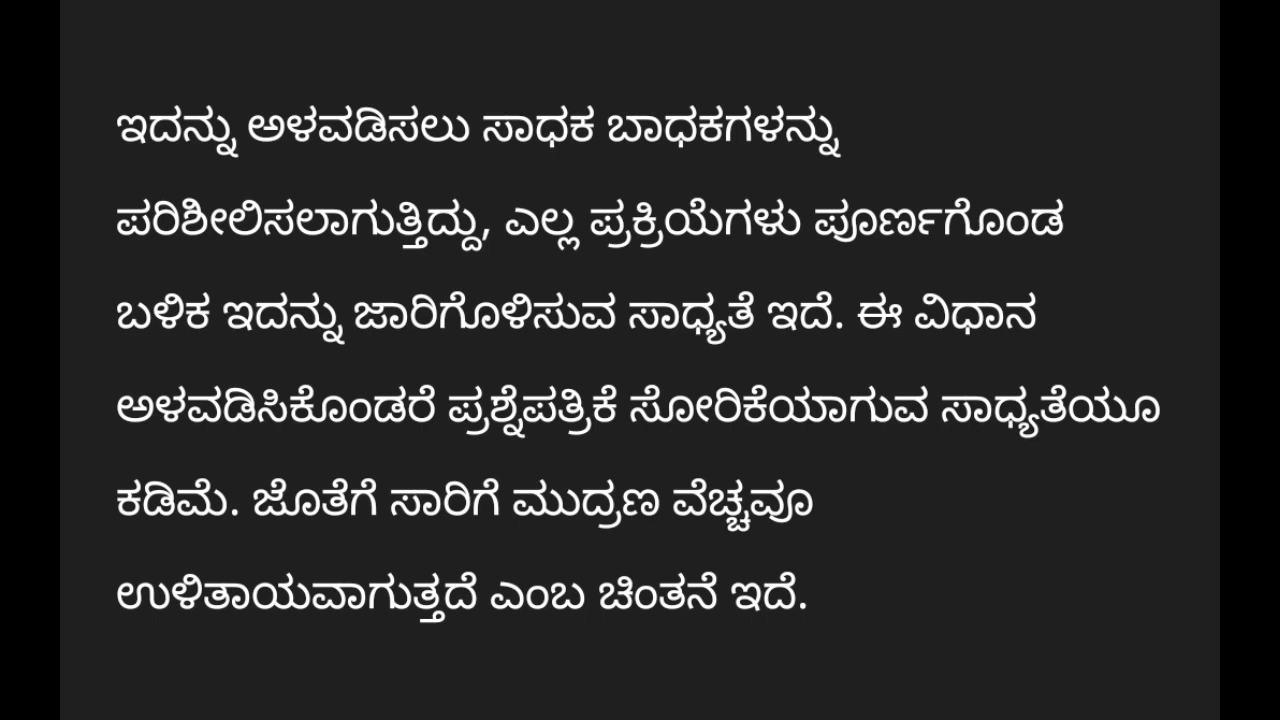 ಇದನ್ನು ಅಳವಡಿಸಲು ಸಾಧಕ ಬಾಧಕಗಳನ್ನು
ಪರಿಶೀಲಿಸಲಾಗುತ್ತಿದ್ದು, ಎಲ್ಲ ಪ್ರಕ್ರಿಯೆಗಳು ಪೂರ್ಣಗೊಂಡ
ಬಳಿಕ ಇದನ್ನು ಜಾರಿಗೊಳಿಸುವ ಸಾಧ್ಯತೆ ಇದೆ. ಈ ವಿಧಾನ
ಅಳವಡಿಸಿಕೊಂಡರೆ ಪ್ರಶ್ನೆಪತ್ರಿಕೆ ಸೋರಿಕೆಯಾಗುವ ಸಾಧ್ಯತೆಯೂ
ಕಡಿಮೆ. ಜೊತೆಗೆ ಸಾರಿಗೆ ಮುದ್ರಣ ವೆಚ್ಚವೂ
ಉಳಿತಾಯವಾಗುತ್ತದೆ ಎಂಬ ಚಿಂತನೆ ಇದೆ.